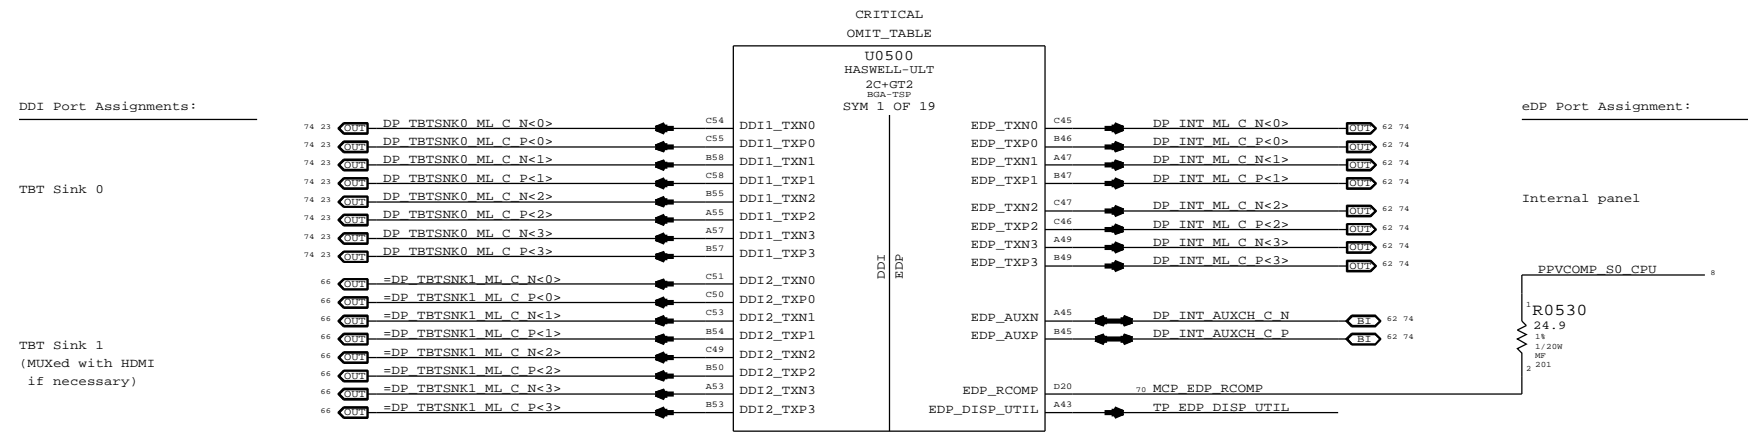 CRITICAL
OMIT_TABLE
U0500
HASWELL-ULT
2C+GT2
BGA-TSP
SYM 1 OF 19
DDI Port Assignments:
eDP Port Assignment:
74 23 OUT DP_TBTSNK0_ML_C_N<0> C54 DDI1_TXN0
74 23 OUT DP_TBTSNK0_ML_C_P<0> C55 DDI1_TXP0
74 23 OUT DP_TBTSNK0_ML_C_N<1> B58 DDI1_TXN1
74 23 OUT DP_TBTSNK0_ML_C_P<1> C58 DDI1_TXP1
TBT Sink 0
74 23 OUT DP_TBTSNK0_ML_C_N<2> B55 DDI1_TXN2
74 23 OUT DP_TBTSNK0_ML_C_P<2> A55 DDI1_TXP2
74 23 OUT DP_TBTSNK0_ML_C_N<3> A57 DDI1_TXN3
74 23 OUT DP_TBTSNK0_ML_C_P<3> B57 DDI1_TXP3
66 OUT =DP_TBTSNK1_ML_C_N<0> C51 DDI2_TXN0
66 OUT =DP_TBTSNK1_ML_C_P<0> C50 DDI2_TXP0
66 OUT =DP_TBTSNK1_ML_C_N<1> C53 DDI2_TXN1
66 OUT =DP_TBTSNK1_ML_C_P<1> B54 DDI2_TXP1
TBT Sink 1
(MUXed with HDMI
if necessary)
66 OUT =DP_TBTSNK1_ML_C_N<2> C49 DDI2_TXN2
66 OUT =DP_TBTSNK1_ML_C_P<2> B50 DDI2_TXP2
66 OUT =DP_TBTSNK1_ML_C_N<3> A53 DDI2_TXN3
66 OUT =DP_TBTSNK1_ML_C_P<3> B53 DDI2_TXP3
DDI
EDP
EDP_TXN0 C45 DP_INT_ML_C_N<0> OUT 62 74
EDP_TXP0 B46 DP_INT_ML_C_P<0> OUT 62 74
EDP_TXN1 A47 DP_INT_ML_C_N<1> OUT 62 74
EDP_TXP1 B47 DP_INT_ML_C_P<1> OUT 62 74
EDP_TXN2 C47 DP_INT_ML_C_N<2> OUT 62 74
EDP_TXP2 C46 DP_INT_ML_C_P<2> OUT 62 74
EDP_TXN3 A49 DP_INT_ML_C_N<3> OUT 62 74
EDP_TXP3 B49 DP_INT_ML_C_P<3> OUT 62 74
Internal panel
EDP_AUXN A45 DP_INT_AUXCH_C_N BI 62 74
EDP_AUXP B45 DP_INT_AUXCH_C_P BI 62 74
EDP_RCOMP D20 70 MCP_EDP_RCOMP
EDP_DISP_UTIL A43 TP_EDP_DISP_UTIL
PPVCOMP_S0_CPU 8
1 R0530
24.9
1%
1/20W
MF
2 201